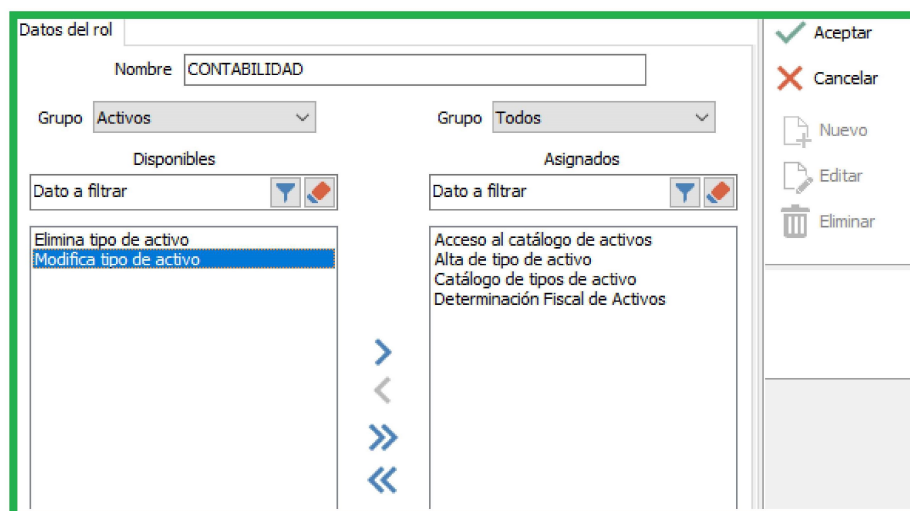 Datos del rol
Nombre CONTABILIDAD
Grupo Activos
Grupo Todos
Disponibles
Asignados
Dato a filtrar
Dato a filtrar
Elimina tipo de activo
Modifica tipo de activo
Acceso al catálogo de activos
Alta de tipo de activo
Catálogo de tipos de activo
Determinación Fiscal de Activos
Aceptar
Cancelar
Nuevo
Editar
Eliminar